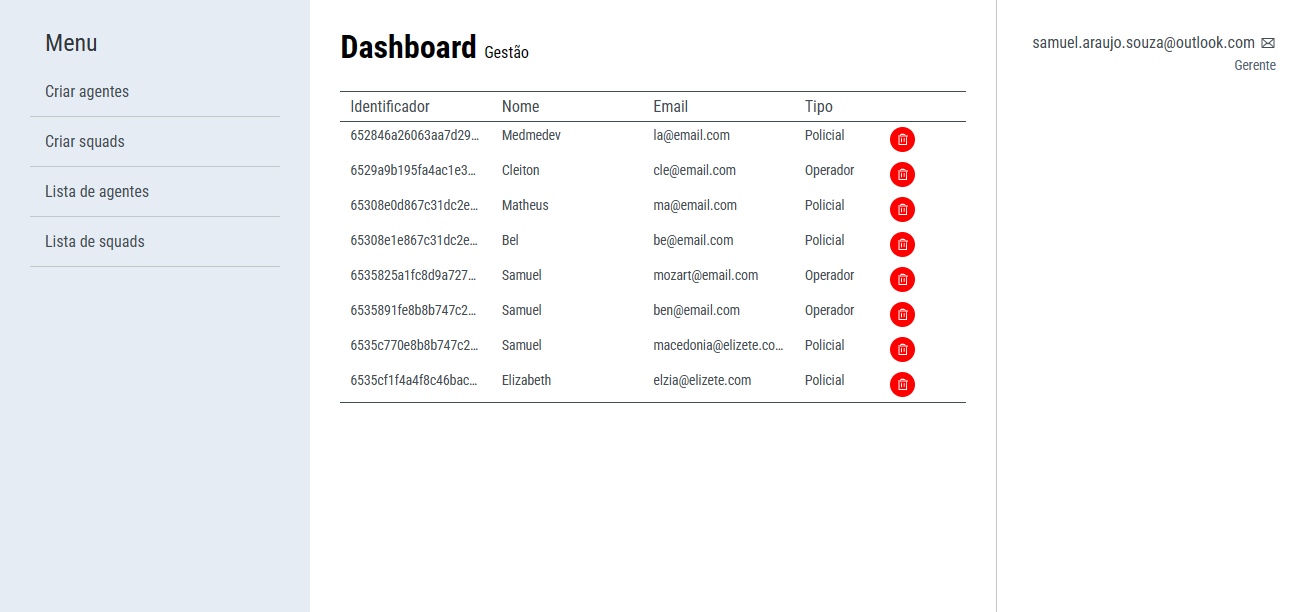 Menu
Criar agentes
Criar squads
Lista de agentes
Lista de squads
Dashboard Gestão
Identificador Nome Email Tipo
652846a26063aa7d29... Medmedev la@email.com Policial
6529a9b195fa4ac1e3... Cleiton cle@email.com Operador
65308e0d867c31dc2e... Matheus ma@email.com Policial
65308e1e867c31dc2e... Bel be@email.com Policial
6535825a1fc8d9a727... Samuel mozart@email.com Operador
6535891fe8b8b747c2... Samuel ben@email.com Operador
6535c770e8b8b747c2... Samuel macedonia@elizete.co... Policial
6535cf1f4a4f8c46bac... Elizabeth elzia@elizete.com Policial
samuel.araujo.souza@outlook.com
Gerente